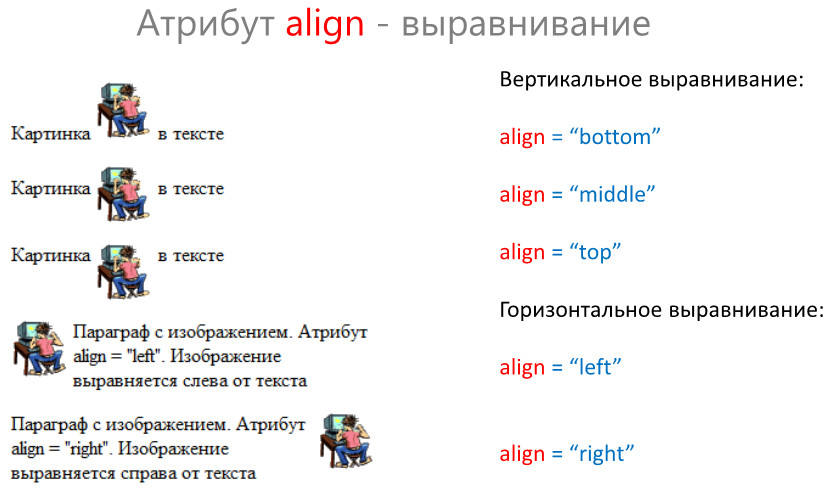 Атрибут align - выравнивание
Картинка в тексте
Картинка в тексте
Картинка в тексте
Параграф с изображением. Атрибут
align = "left". Изображение
выравняется слева от текста
Параграф с изображением. Атрибут
align = "right". Изображение
выравняется справа от текста
Вертикальное выравнивание:
align = “bottom”
align = “middle”
align = “top”
Горизонтальное выравнивание:
align = “left”
align = “right”